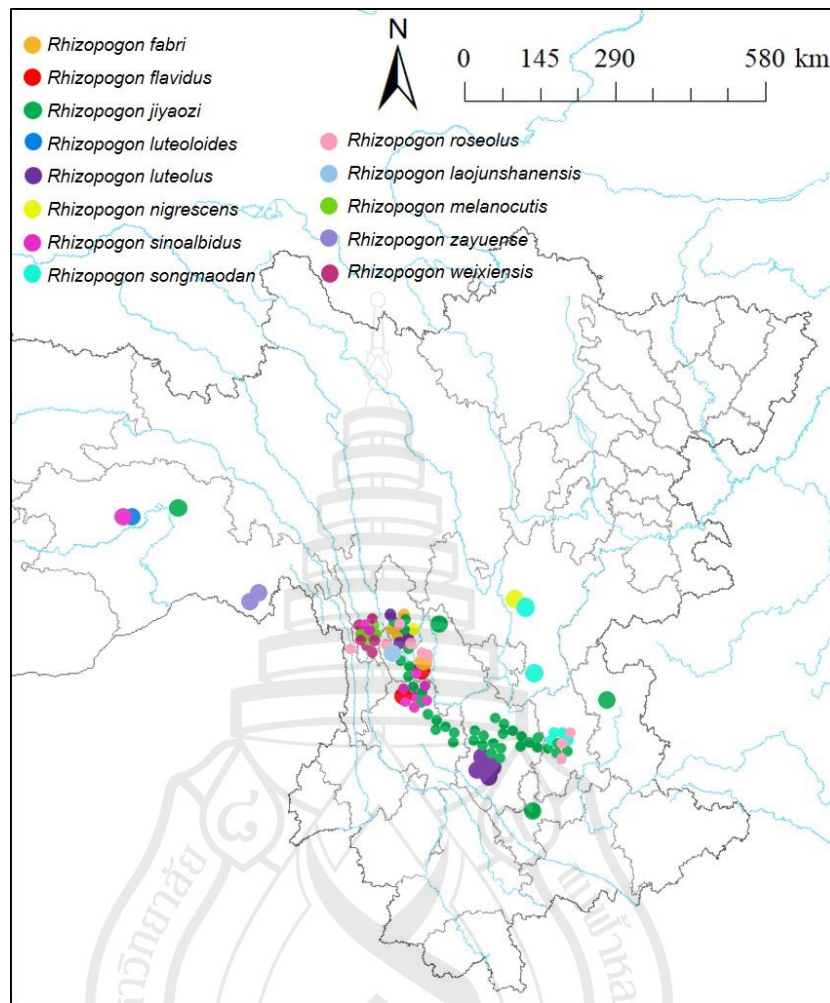 Rhizopogon fabri
Rhizopogon flavidus
Rhizopogon jiyaozi
Rhizopogon luteoloides
Rhizopogon luteolus
Rhizopogon nigrescens
Rhizopogon sinoalbidus
Rhizopogon songmaodan
Rhizopogon roseolus
Rhizopogon laojunshanensis
Rhizopogon melanocutis
Rhizopogon zayuense
Rhizopogon weixiensis
N
0 145 290 580 km